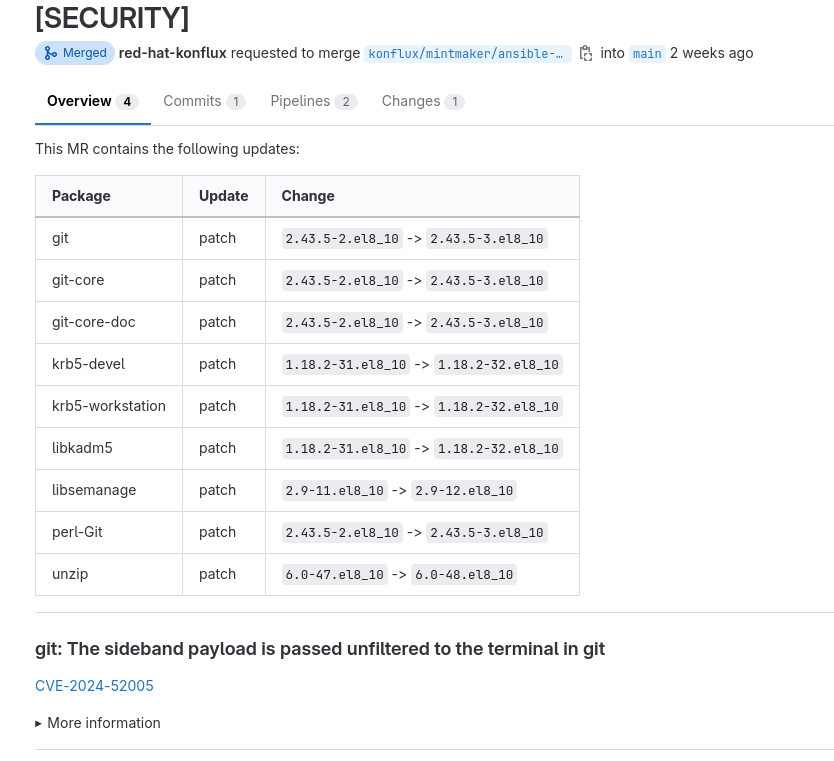 [SECURITY]
Merged red-hat-konflux requested to merge konflux/mintmaker/ansible-… into main 2 weeks ago
Overview 4 Commits 1 Pipelines 2 Changes 1
This MR contains the following updates:
Package Update Change
git patch 2.43.5-2.el8_10 -> 2.43.5-3.el8_10
git-core patch 2.43.5-2.el8_10 -> 2.43.5-3.el8_10
git-core-doc patch 2.43.5-2.el8_10 -> 2.43.5-3.el8_10
krb5-devel patch 1.18.2-31.el8_10 -> 1.18.2-32.el8_10
krb5-workstation patch 1.18.2-31.el8_10 -> 1.18.2-32.el8_10
libkadm5 patch 1.18.2-31.el8_10 -> 1.18.2-32.el8_10
libsemanage patch 2.9-11.el8_10 -> 2.9-12.el8_10
perl-Git patch 2.43.5-2.el8_10 -> 2.43.5-3.el8_10
unzip patch 6.0-47.el8_10 -> 6.0-48.el8_10
git: The sideband payload is passed unfiltered to the terminal in git
CVE-2024-52005
▸ More information